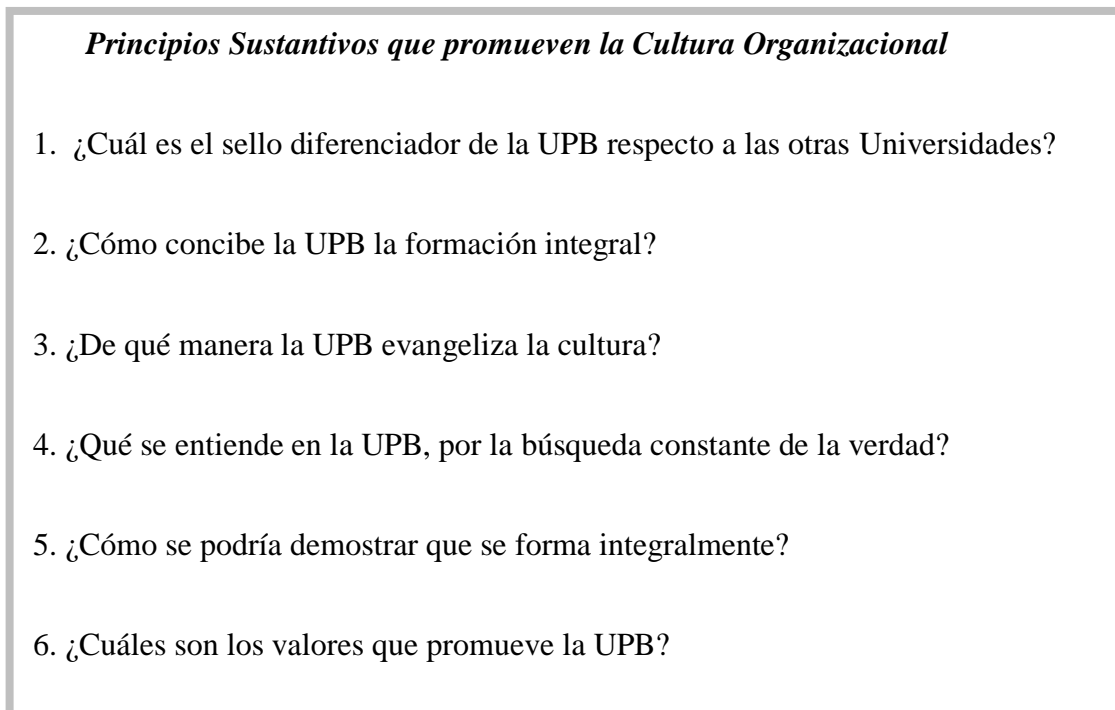 Principios Sustantivos que promueven la Cultura Organizacional
1. ¿Cuál es el sello diferenciador de la UPB respecto a las otras Universidades?
2. ¿Cómo concibe la UPB la formación integral?
3. ¿De qué manera la UPB evangeliza la cultura?
4. ¿Qué se entiende en la UPB, por la búsqueda constante de la verdad?
5. ¿Cómo se podría demostrar que se forma integralmente?
6. ¿Cuáles son los valores que promueve la UPB?